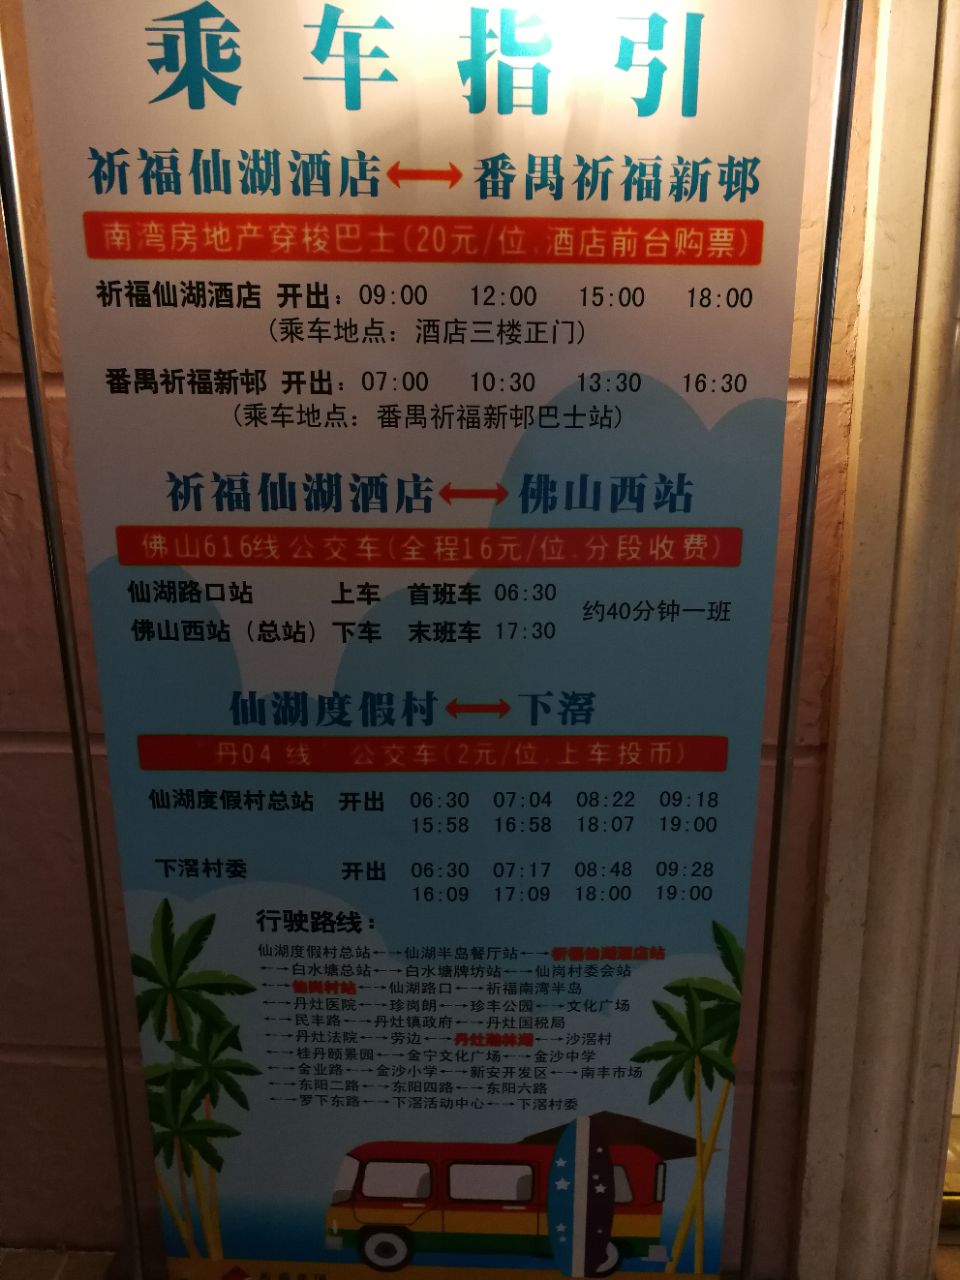 乘车指引
祈福仙湖酒店↔番禺祈福新邨
南湾房地产穿梭巴士(20元/位,酒店前台购票)
祈福仙湖酒店 开出：09:00 12:00 15:00 18:00
(乘车地点：酒店三楼正门)
番禺祈福新邨 开出：07:00 10:30 13:30 16:30
(乘车地点：番禺祈福新邨巴士站)
祈福仙湖酒店↔佛山西站
佛山616线公交车(全程16元/位.分段收费)
仙湖路口站 上车 首班车 06:30
约40分钟一班
佛山西站（总站）下车 末班车 17:30
仙湖度假村↔下滘
丹04线 公交车(2元/位,上车投币)
仙湖度假村总站 开出 06:30 07:04 08:22 09:18
15:58 16:58 18:07 19:00
下滘村委 开出 06:30 07:17 08:48 09:28
16:09 17:09 18:00 19:00
行驶路线：
仙湖度假村总站←→仙湖半岛餐厅站←→祈福仙湖酒店站
←→白水塘总站←→白水塘牌坊站←→仙岗村委会站
←→仙岗村站←→仙湖路口←→祈福南湾半岛
←→丹灶医院←→珍岗朗←→珍丰公园←→文化广场
←→民丰路←→丹灶镇政府←→丹灶国税局
←→丹灶法院←→劳边←→丹灶翰林湖←→沙滘村
←→桂丹颐景园←→金宁文化广场←→金沙中学
←→金业路←→金沙小学←→新安开发区←→南丰市场
←→东阳二路←→东阳四路←→东阳六路
←→罗下东路←→下滘活动中心←→下滘村委